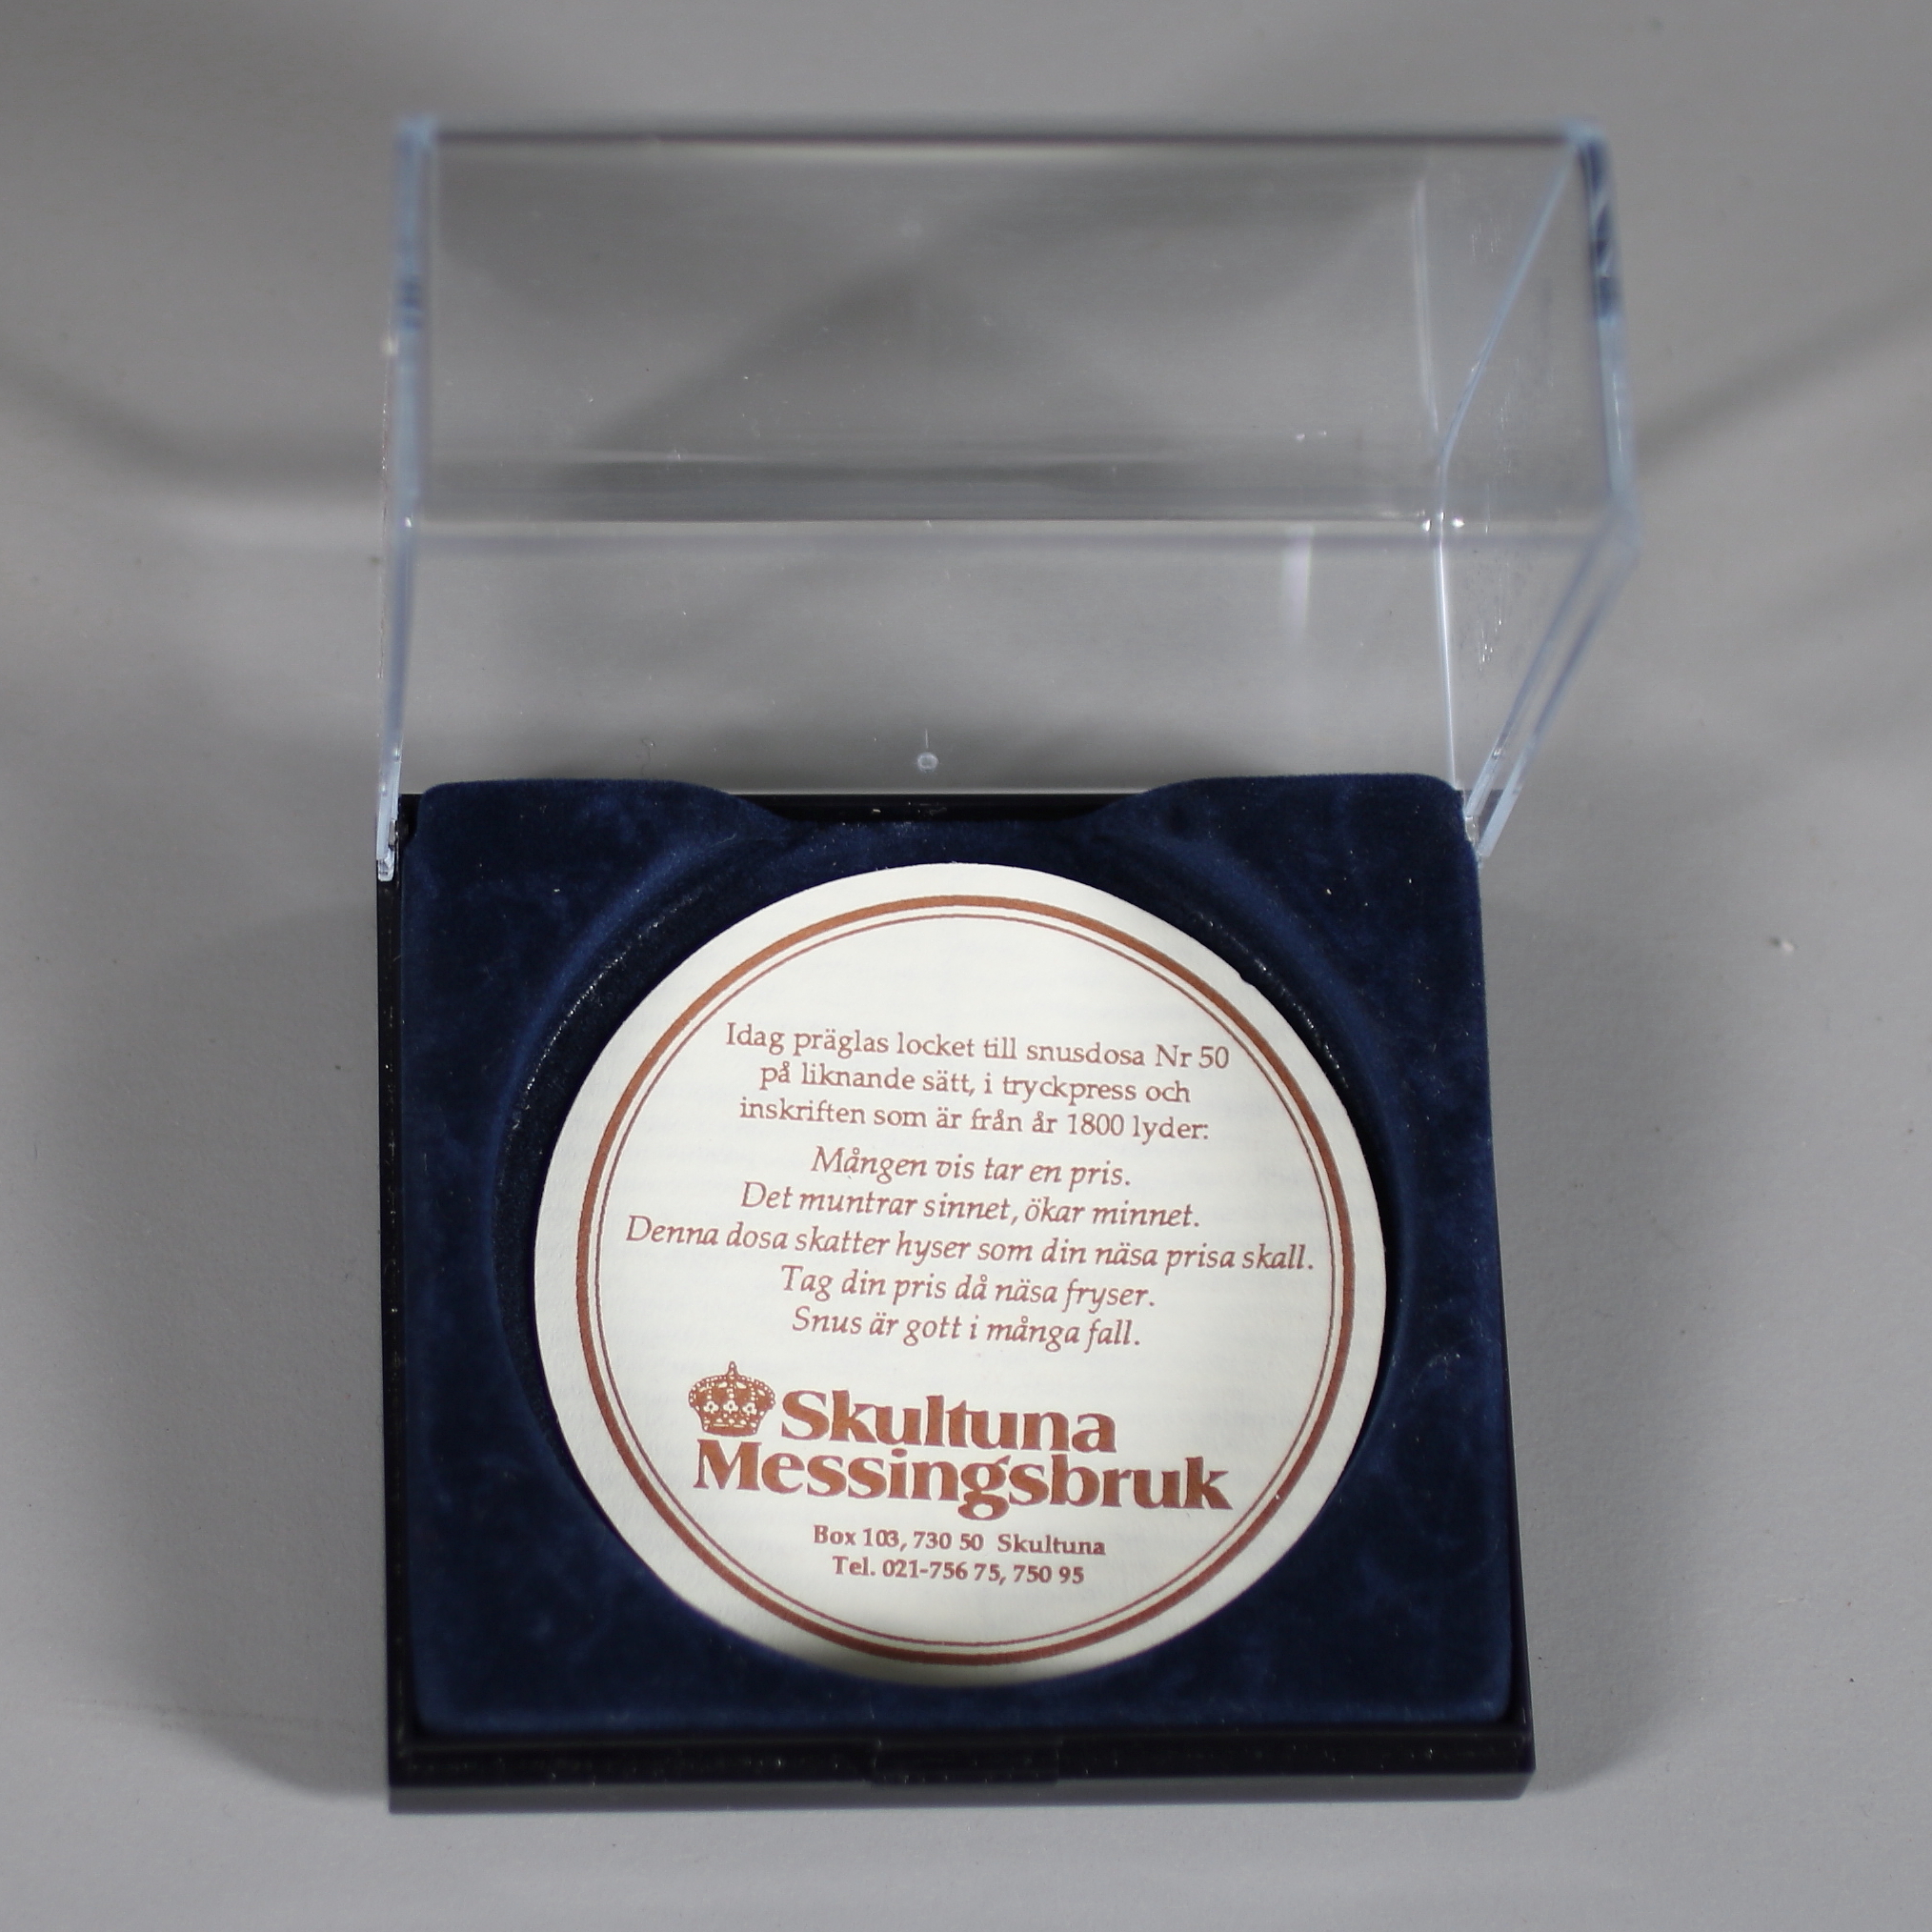 Idag präglas locket till snusdosa Nr 50
på liknande sätt, i tryckpress och
inskriften som är från år 1800 lyder:
Mången vis tar en pris.
Det muntrar sinnet, ökar minnet.
Denna dosa skatter hyser som din näsa prisa skall.
Tag din pris då näsa fryser.
Snus är gott i många fall.
Skultuna
Messingsbruk
Box 103, 730 50 Skultuna
Tel. 021-756 75, 750 95